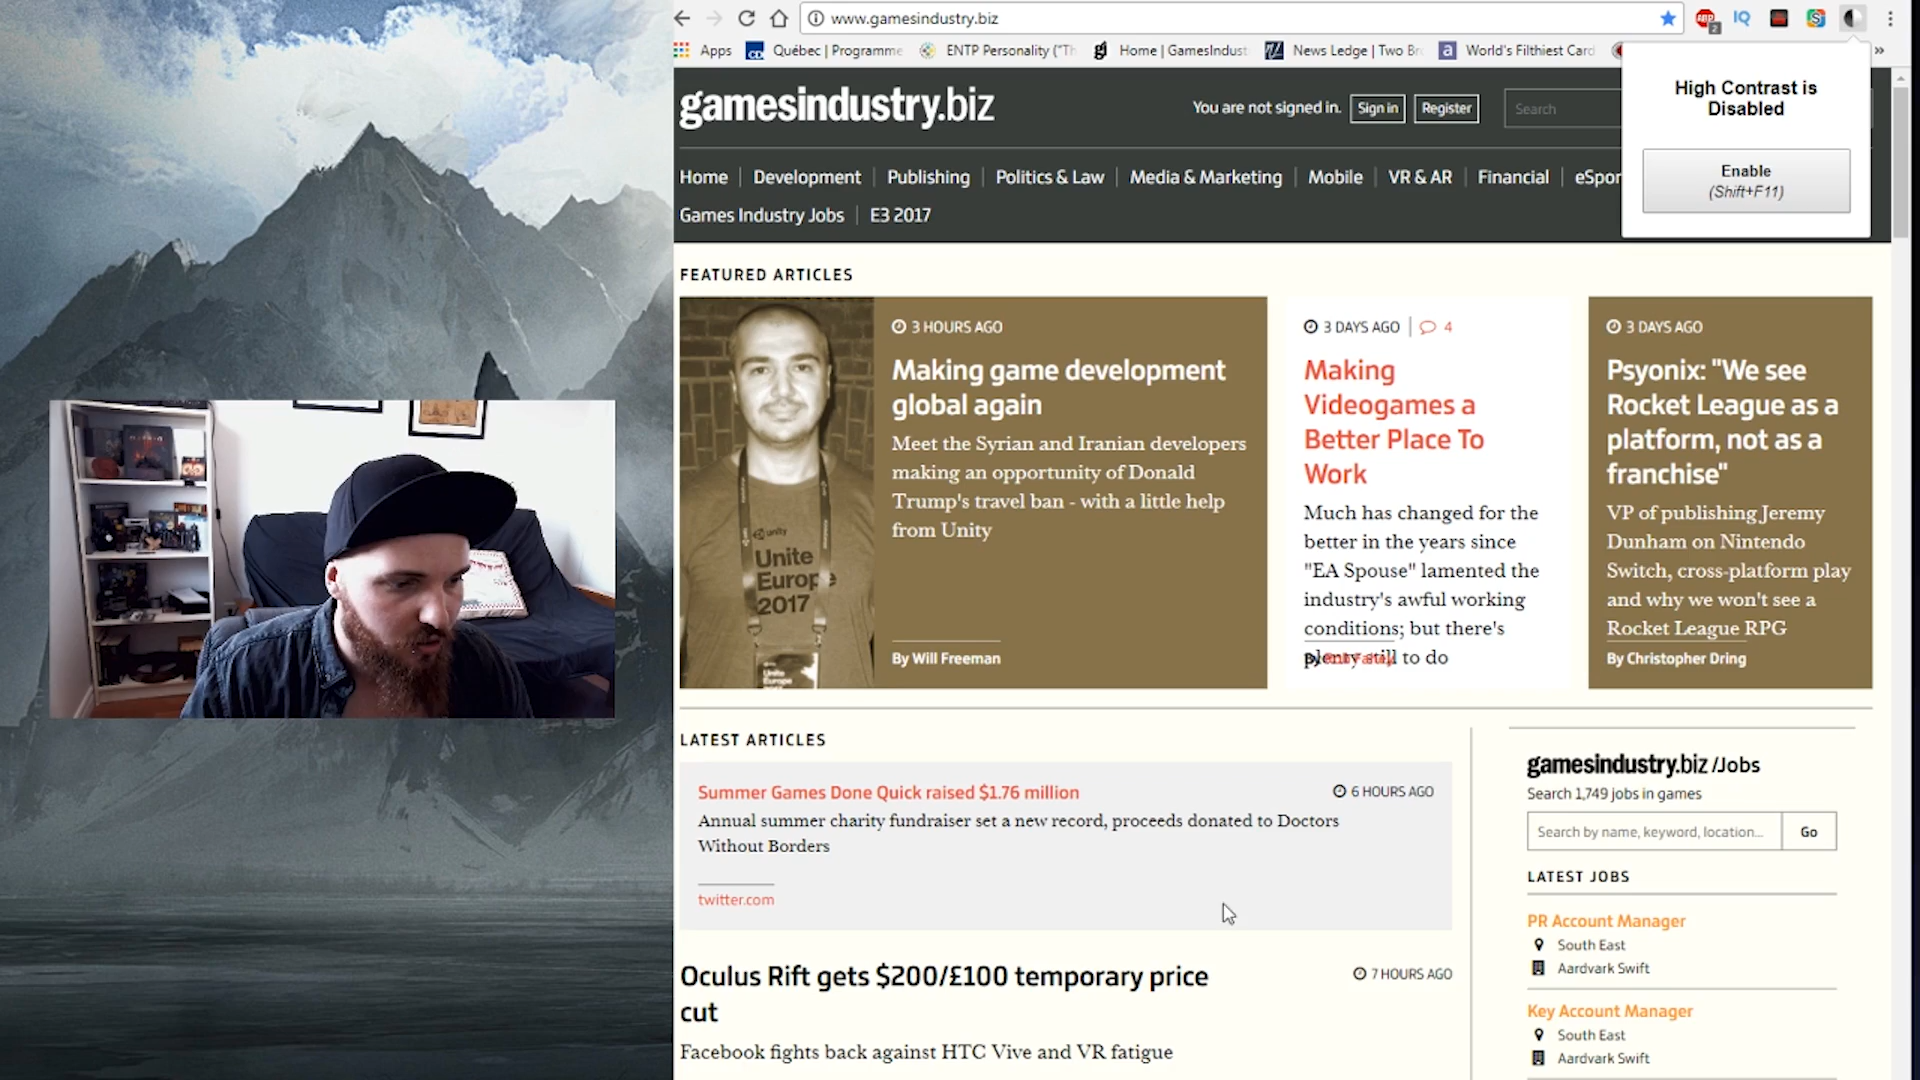 www.gamesindustry.biz
Apps
Québec | Programme
ENTP Personality ("Th
Home | GamesIndust
News Ledge | Two Br
World's Filthiest Card
High Contrast is
Disabled
Enable
(Shift+F11)
gamesindustry.biz
You are not signed in.
Sign in
Register
Search
Home
Development
Publishing
Politics & Law
Media & Marketing
Mobile
VR & AR
Financial
eSpor
Games Industry Jobs
E3 2017
FEATURED ARTICLES
3 HOURS AGO
Making game development
global again
Meet the Syrian and Iranian developers
making an opportunity of Donald
Trump's travel ban - with a little help
from Unity
By Will Freeman
unity
Unite
Europe
2017
3 DAYS AGO
4
Making
Videogames a
Better Place To
Work
Much has changed for the
better in the years since
"EA Spouse" lamented the
industry's awful working
conditions; but there's
plenty still to do
3 DAYS AGO
Psyonix: "We see
Rocket League as a
platform, not as a
franchise"
VP of publishing Jeremy
Dunham on Nintendo
Switch, cross-platform play
and why we won't see a
Rocket League RPG
By Christopher Dring
LATEST ARTICLES
Summer Games Done Quick raised $1.76 million
6 HOURS AGO
Annual summer charity fundraiser set a new record, proceeds donated to Doctors
Without Borders
twitter.com
Oculus Rift gets $200/£100 temporary price
cut
7 HOURS AGO
Facebook fights back against HTC Vive and VR fatigue
gamesindustry.biz /Jobs
Search 1,749 jobs in games
Search by name, keyword, location...
Go
LATEST JOBS
PR Account Manager
South East
Aardvark Swift
Key Account Manager
South East
Aardvark Swift